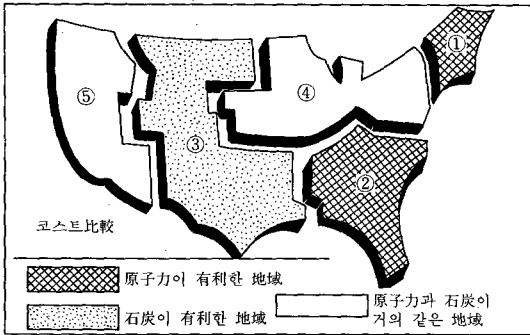 ①
⑤
④
③
②
코스트比較
原子力이 有利한 地域
石炭이 有利한 地域
原子力과 石炭이
거의 같은 地域